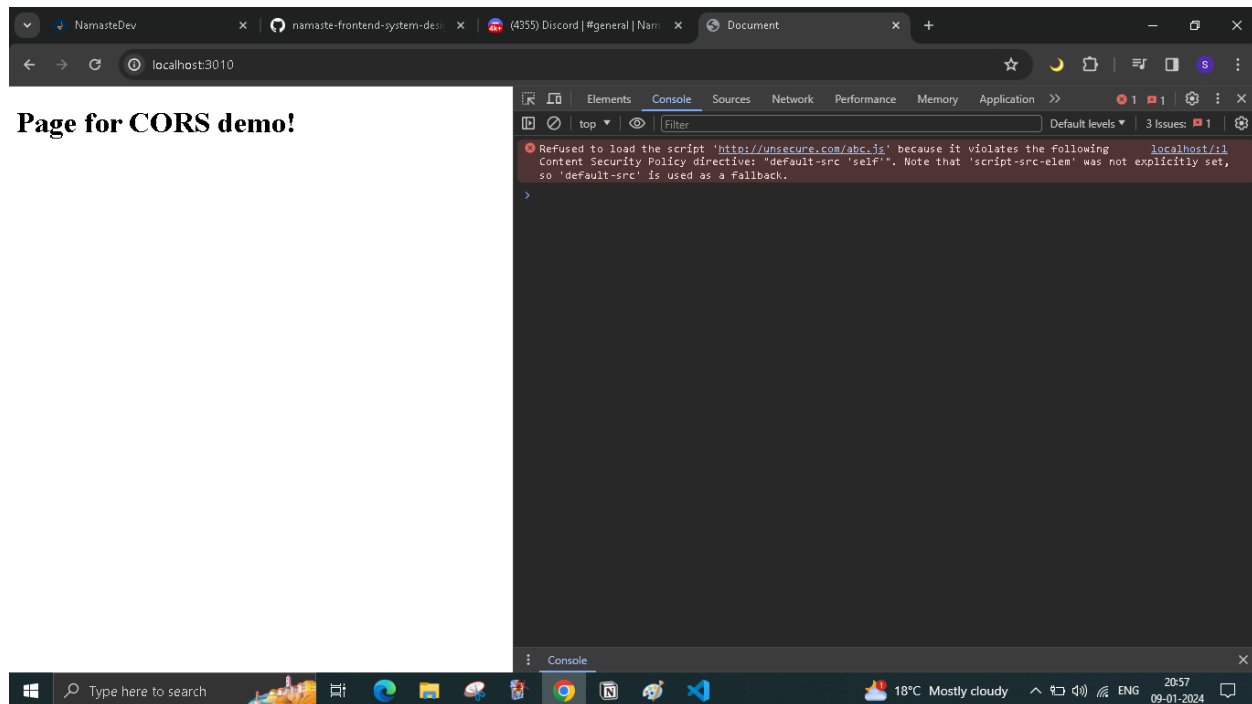 NamasteDev
namaste-frontend-system-desi
(4355) Discord | #general | Nam
Document
localhost:3010
S
Page for CORS demo!
Elements Console Sources Network Performance Memory Application
1 1
top
Filter
Default levels
3 Issues: 1
Refused to load the script 'http://unsecure.com/abc.js' because it violates the following localhost/:1
Content Security Policy directive: "default-src 'self'". Note that 'script-src-elem' was not explicitly set,
so 'default-src' is used as a fallback.
Console
Type here to search
18°C Mostly cloudy
ENG
20:57
09-01-2024